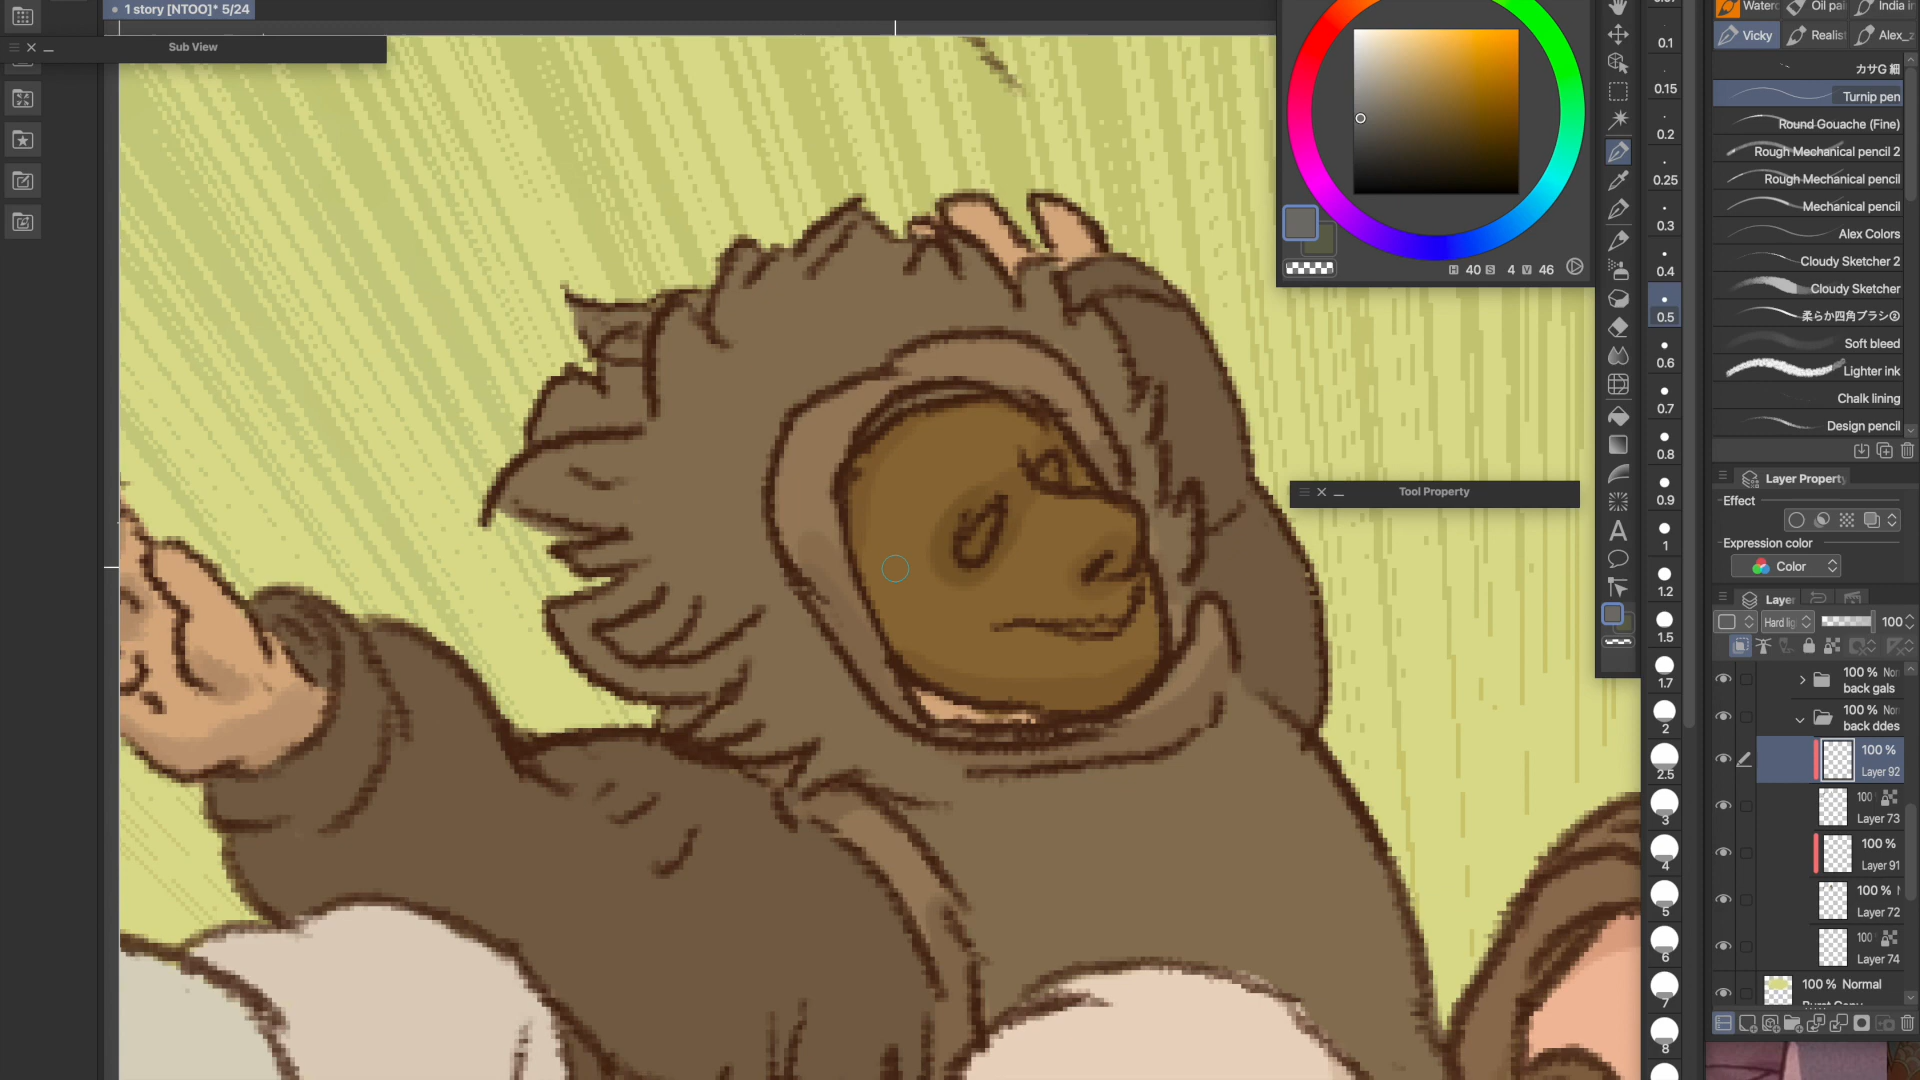 1 story [NTOO]* 5/24
Sub View
H 40 S 4 V 46
Tool Property
0.1
0.15
0.2
0.25
0.3
0.4
0.5
0.6
0.7
0.8
0.9
1
1.2
1.5
1.7
2
2.5
3
4
5
6
7
8
Oil pai
India i
Vicky
Realis
Alex_
カサG 細
Turnip pen
Round Gouache (Fine)
Rough Mechanical pencil 2
Rough Mechanical pencil
Mechanical pencil
Alex Colors
Cloudy Sketcher 2
Cloudy Sketcher
柔らか四角ブラシ②
Soft bleed
Lighter ink
Chalk lining
Design pencil
Layer Property
Effect
Expression color
Color
Layer
Hard lig
100
100 % Nor
back gals
100 % Nor
back ddes
100 %
Layer 92
100
Layer 73
100 %
Layer 91
100 %
Layer 72
100
Layer 74
100 % Normal